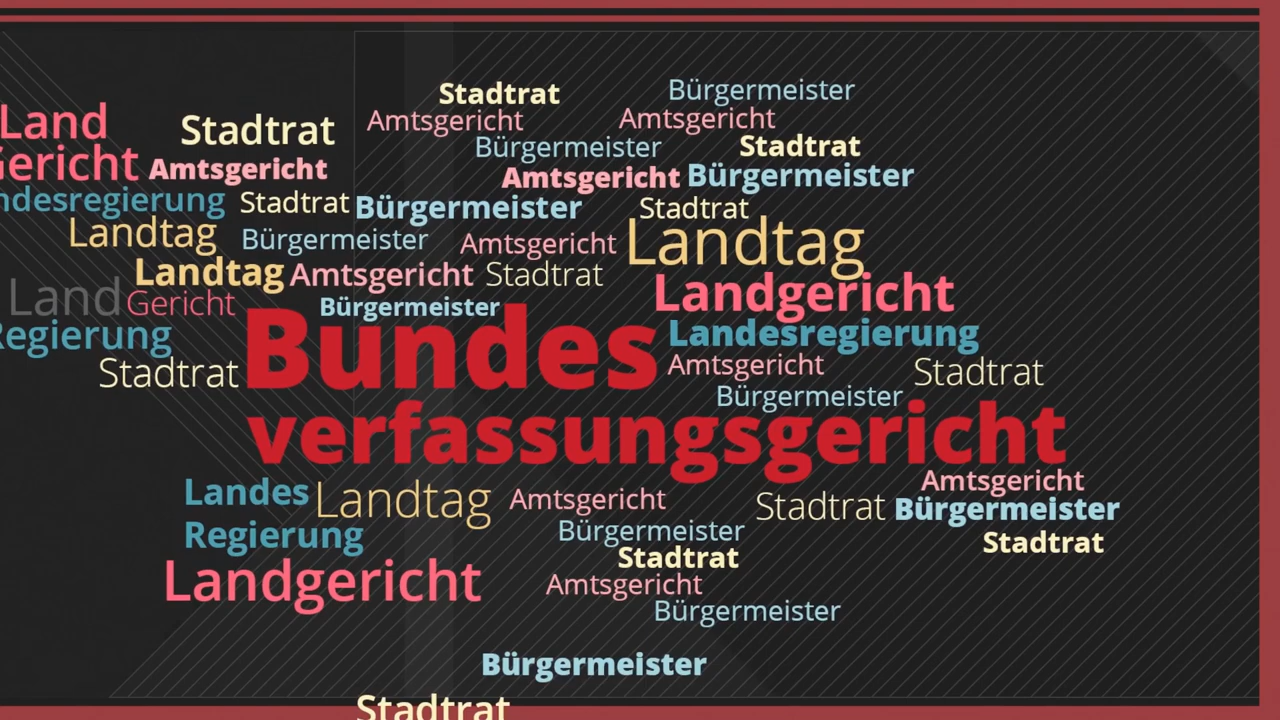 Stadtrat
Bürgermeister
Land
Stadtrat
Amtsgericht
Amtsgericht
Bürgermeister
Stadtrat
Gericht
Amtsgericht
Amtsgericht
Bürgermeister
ndesregierung
Stadtrat
Bürgermeister
Stadtrat
Landtag
Bürgermeister
Amtsgericht
Landtag
Landtag
Amtsgericht
Stadtrat
Landgericht
Land
Gericht
Bürgermeister
Regierung
Bundes
Landesregierung
Stadtrat
Amtsgericht
Stadtrat
Bürgermeister
verfassungsgericht
Amtsgericht
Landes
Landtag
Amtsgericht
Stadtrat
Bürgermeister
Regierung
Bürgermeister
Stadtrat
Stadtrat
Landgericht
Amtsgericht
Bürgermeister
Bürgermeister
Stadtrat